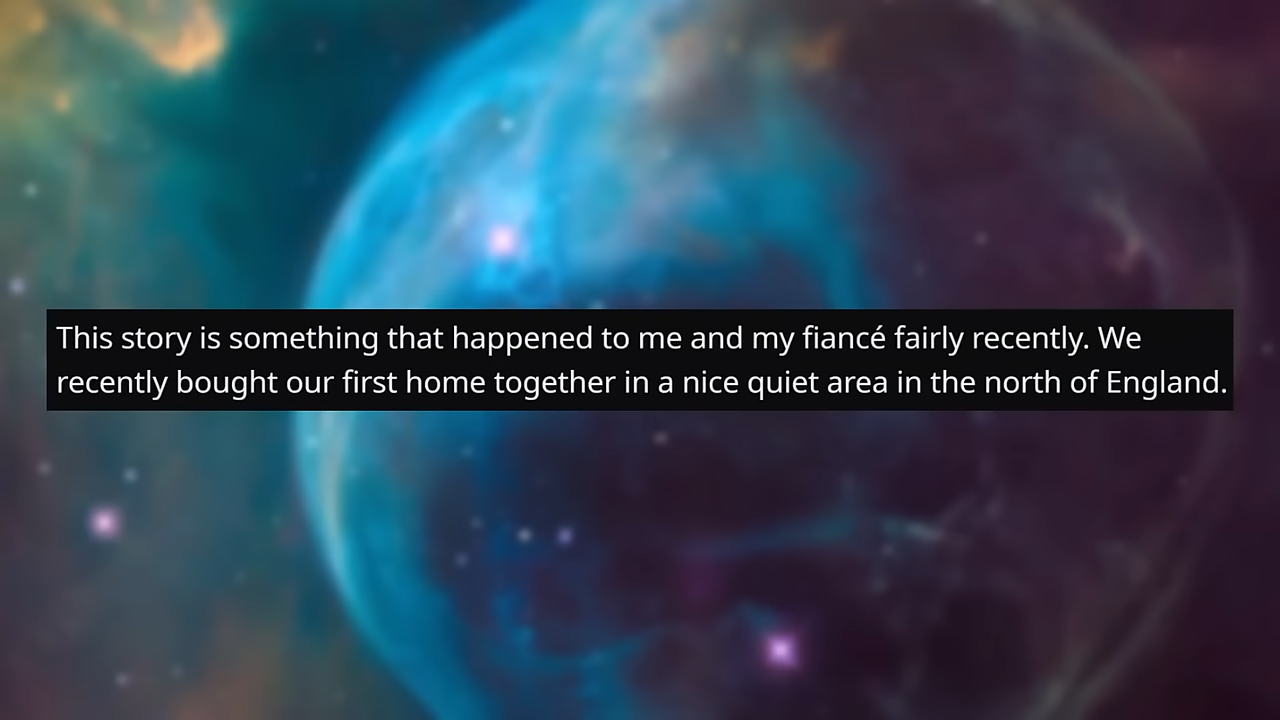 This story is something that happened to me and my fiancé fairly recently. We
recently bought our first home together in a nice quiet area in the north of England.